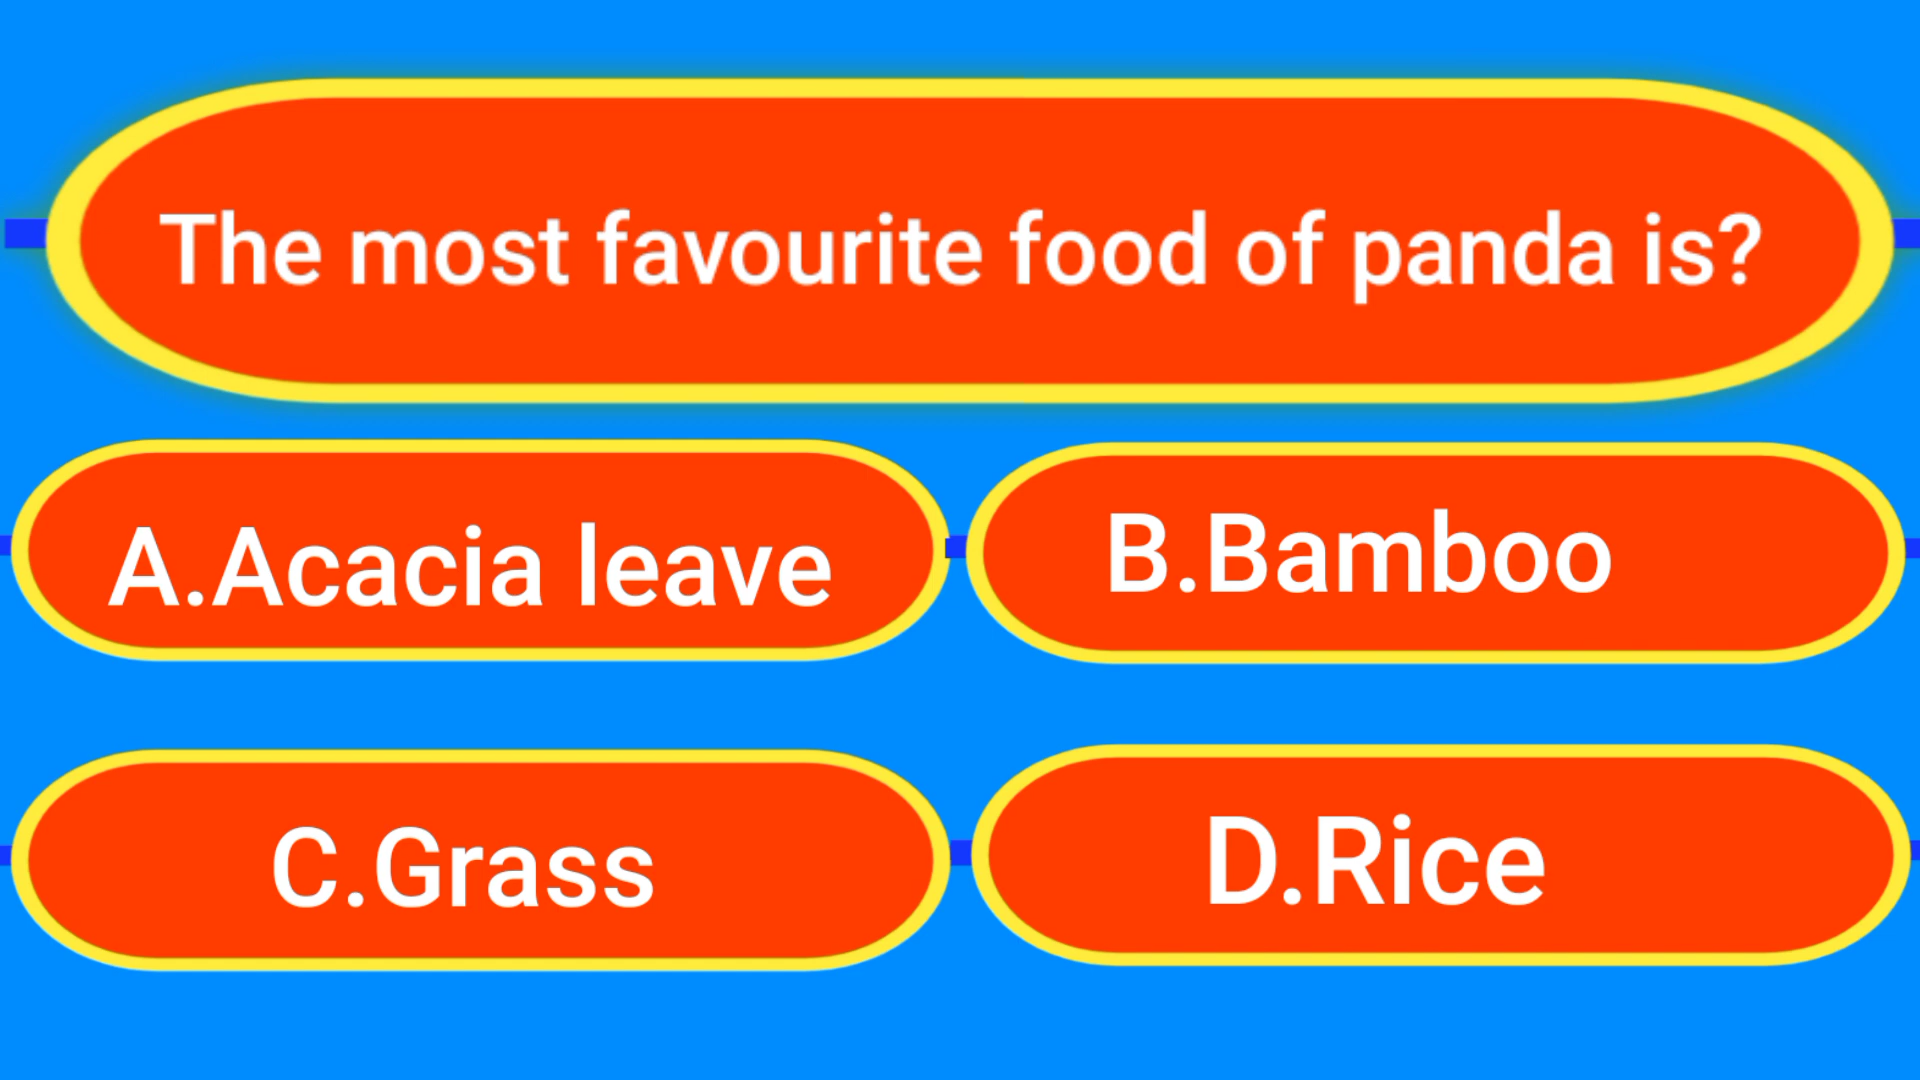 The most favourite food of panda is?
A.Acacia leave
B.Bamboo
C.Grass
D.Rice